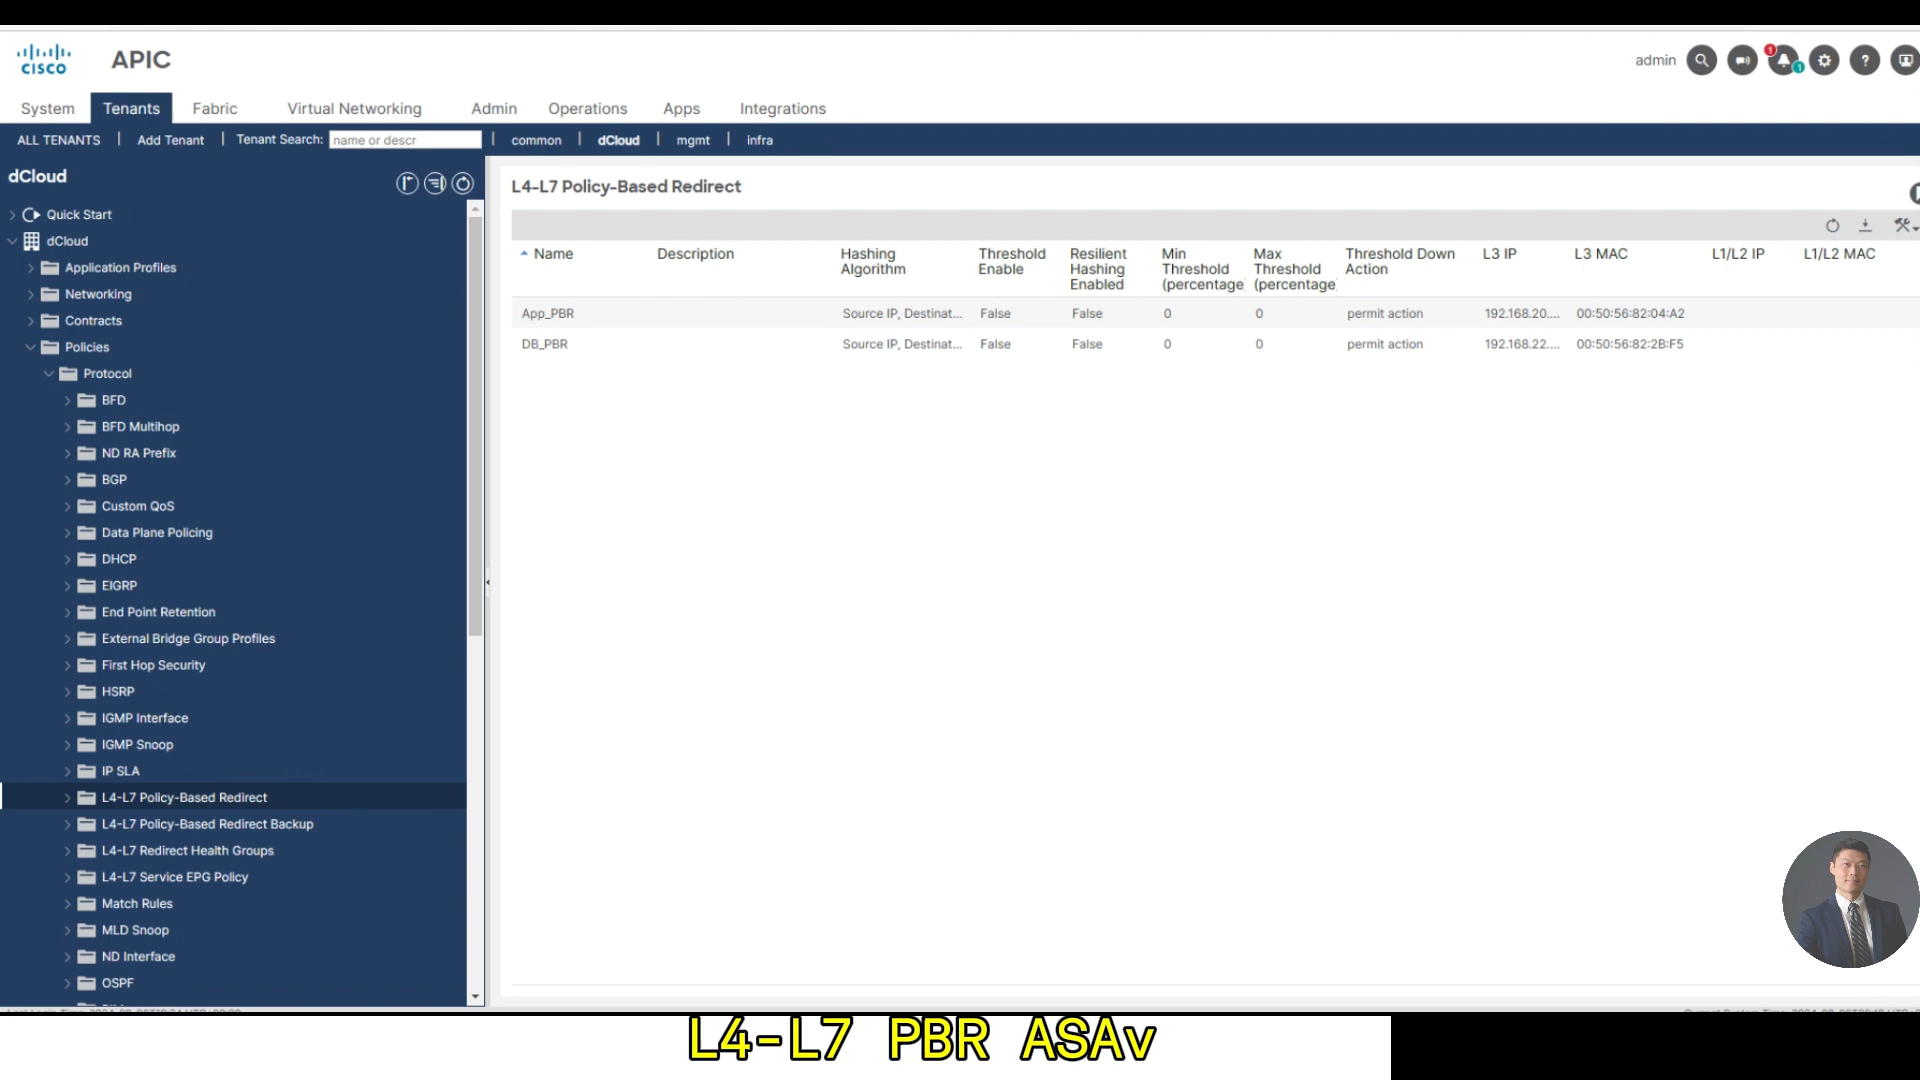 cisco APIC admin 1 1 ?
System Tenants Fabric Virtual Networking Admin Operations Apps Integrations
ALL TENANTS | Add Tenant | Tenant Search: name or descr | common | dCloud | mgmt | infra
dCloud
Quick Start
dCloud
Application Profiles
Networking
Contracts
Policies
Protocol
BFD
BFD Multihop
ND RA Prefix
BGP
Custom QoS
Data Plane Policing
DHCP
EIGRP
End Point Retention
External Bridge Group Profiles
First Hop Security
HSRP
IGMP Interface
IGMP Snoop
IP SLA
L4-L7 Policy-Based Redirect
L4-L7 Policy-Based Redirect Backup
L4-L7 Redirect Health Groups
L4-L7 Service EPG Policy
Match Rules
MLD Snoop
ND Interface
OSPF
L4-L7 Policy-Based Redirect
Name Description Hashing Algorithm Threshold Enable Resilient Hashing Enabled Min Threshold (percentage Max Threshold (percentage Threshold Down Action L3 IP L3 MAC L1/L2 IP L1/L2 MAC
App_PBR Source IP, Destinat... False False 0 0 permit action 192.168.20.... 00:50:56:82:04:A2
DB_PBR Source IP, Destinat... False False 0 0 permit action 192.168.22.... 00:50:56:82:2B:F5
L4-L7 PBR ASAv